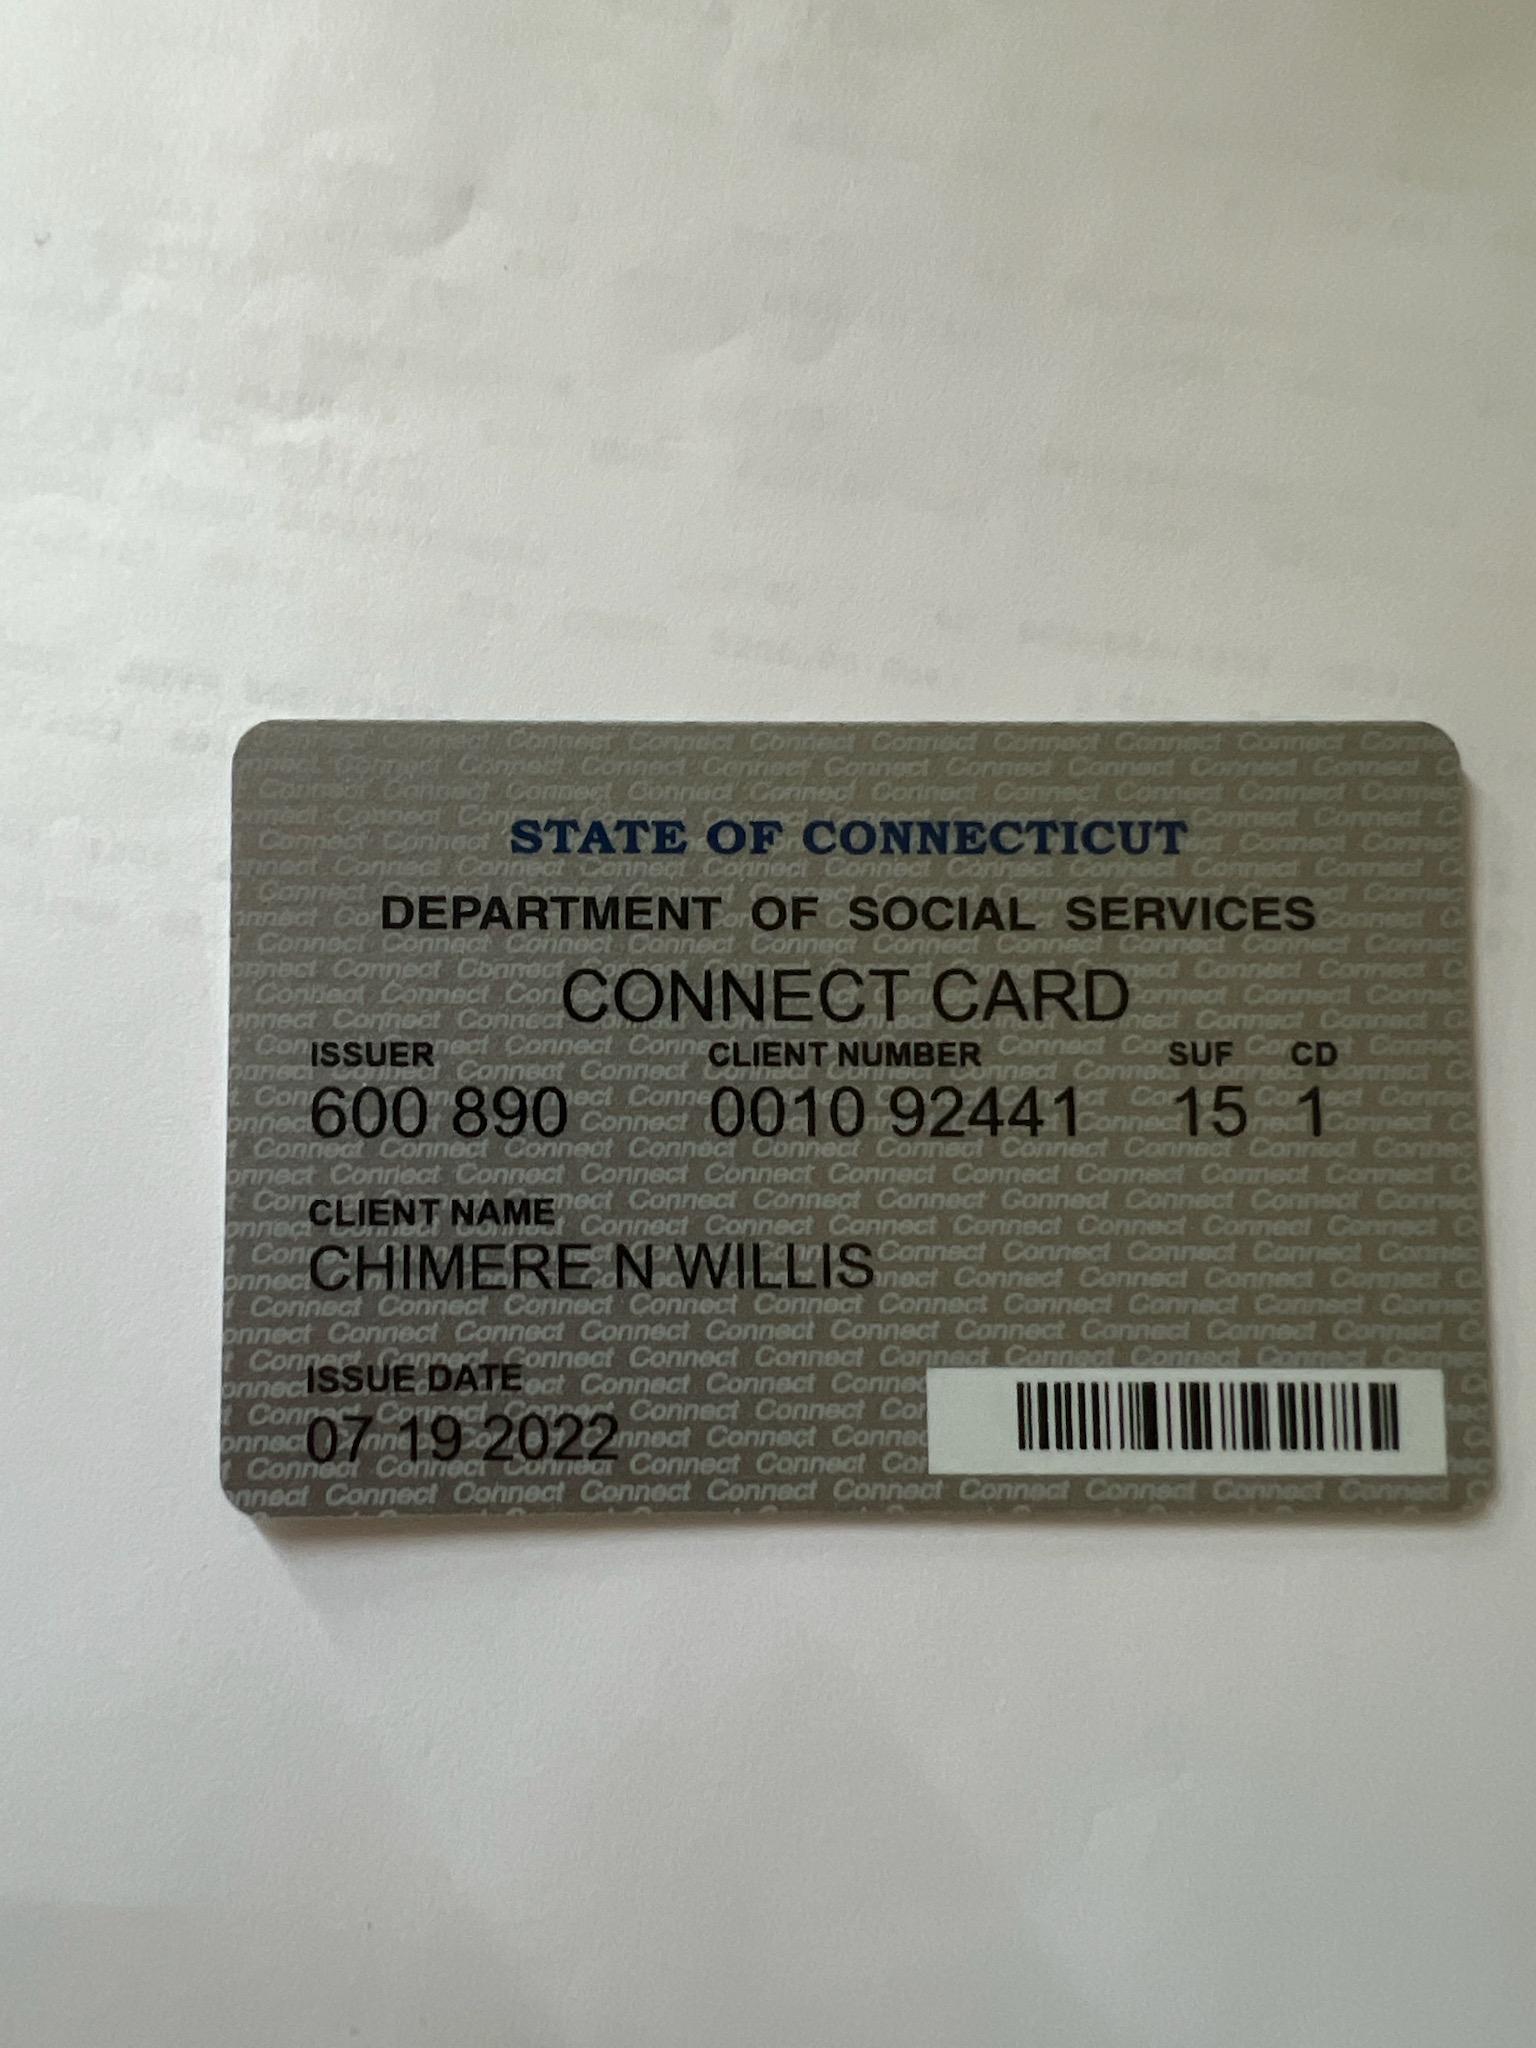 STATE OF CONNECTICUT
DEPARTMENT OF SOCIAL SERVICES
CONNECT CARD
ISSUER CLIENT NUMBER SUF CD
600 890 0010 92441 15 1
CLIENT NAME
CHIMERE N WILLIS
ISSUE DATE
07 19 2022